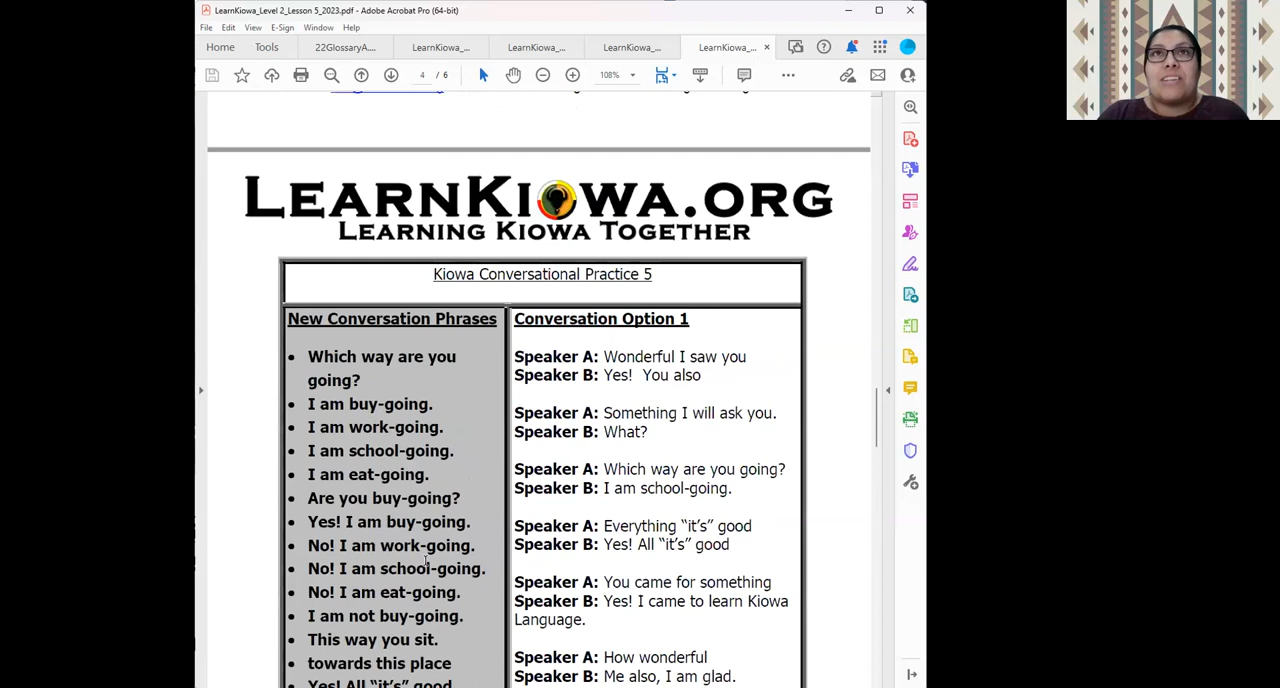 LearnKiowa_Level 2_Lesson 5_2023.pdf - Adobe Acrobat Pro (64-bit)
File Edit View E-Sign Window Help
Home Tools 22GlossaryA.... LearnKiowa_... LearnKiowa_... LearnKiowa_... LearnKiowa_...
4 / 6 108%
LEARNKIOWA.ORG
LEARNING KIOWA TOGETHER
Kiowa Conversational Practice 5
New Conversation Phrases
• Which way are you
going?
• I am buy-going.
• I am work-going.
• I am school-going.
• I am eat-going.
• Are you buy-going?
• Yes! I am buy-going.
• No! I am work-going.
• No! I am school-going.
• No! I am eat-going.
• I am not buy-going.
• This way you sit.
• towards this place
• Yes! All “it’s” good
Conversation Option 1
Speaker A: Wonderful I saw you
Speaker B: Yes! You also
Speaker A: Something I will ask you.
Speaker B: What?
Speaker A: Which way are you going?
Speaker B: I am school-going.
Speaker A: Everything “it’s” good
Speaker B: Yes! All “it’s” good
Speaker A: You came for something
Speaker B: Yes! I came to learn Kiowa
Language.
Speaker A: How wonderful
Speaker B: Me also, I am glad.